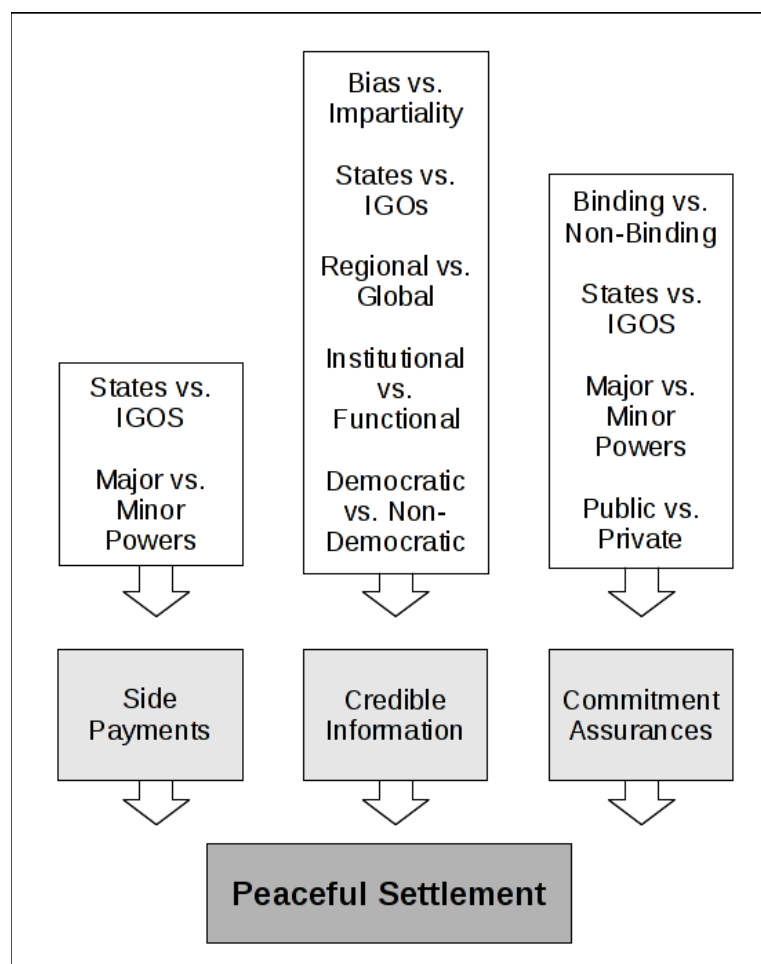 States vs.
IGOS
Major vs.
Minor
Powers
Bias vs.
Impartiality
States vs.
IGOs
Regional vs.
Global
Institutional
vs.
Functional
Democratic
vs. Non-
Democratic
Binding vs.
Non-Binding
States vs.
IGOS
Major vs.
Minor
Powers
Public vs.
Private
Side
Payments
Credible
Information
Commitment
Assurances
Peaceful Settlement